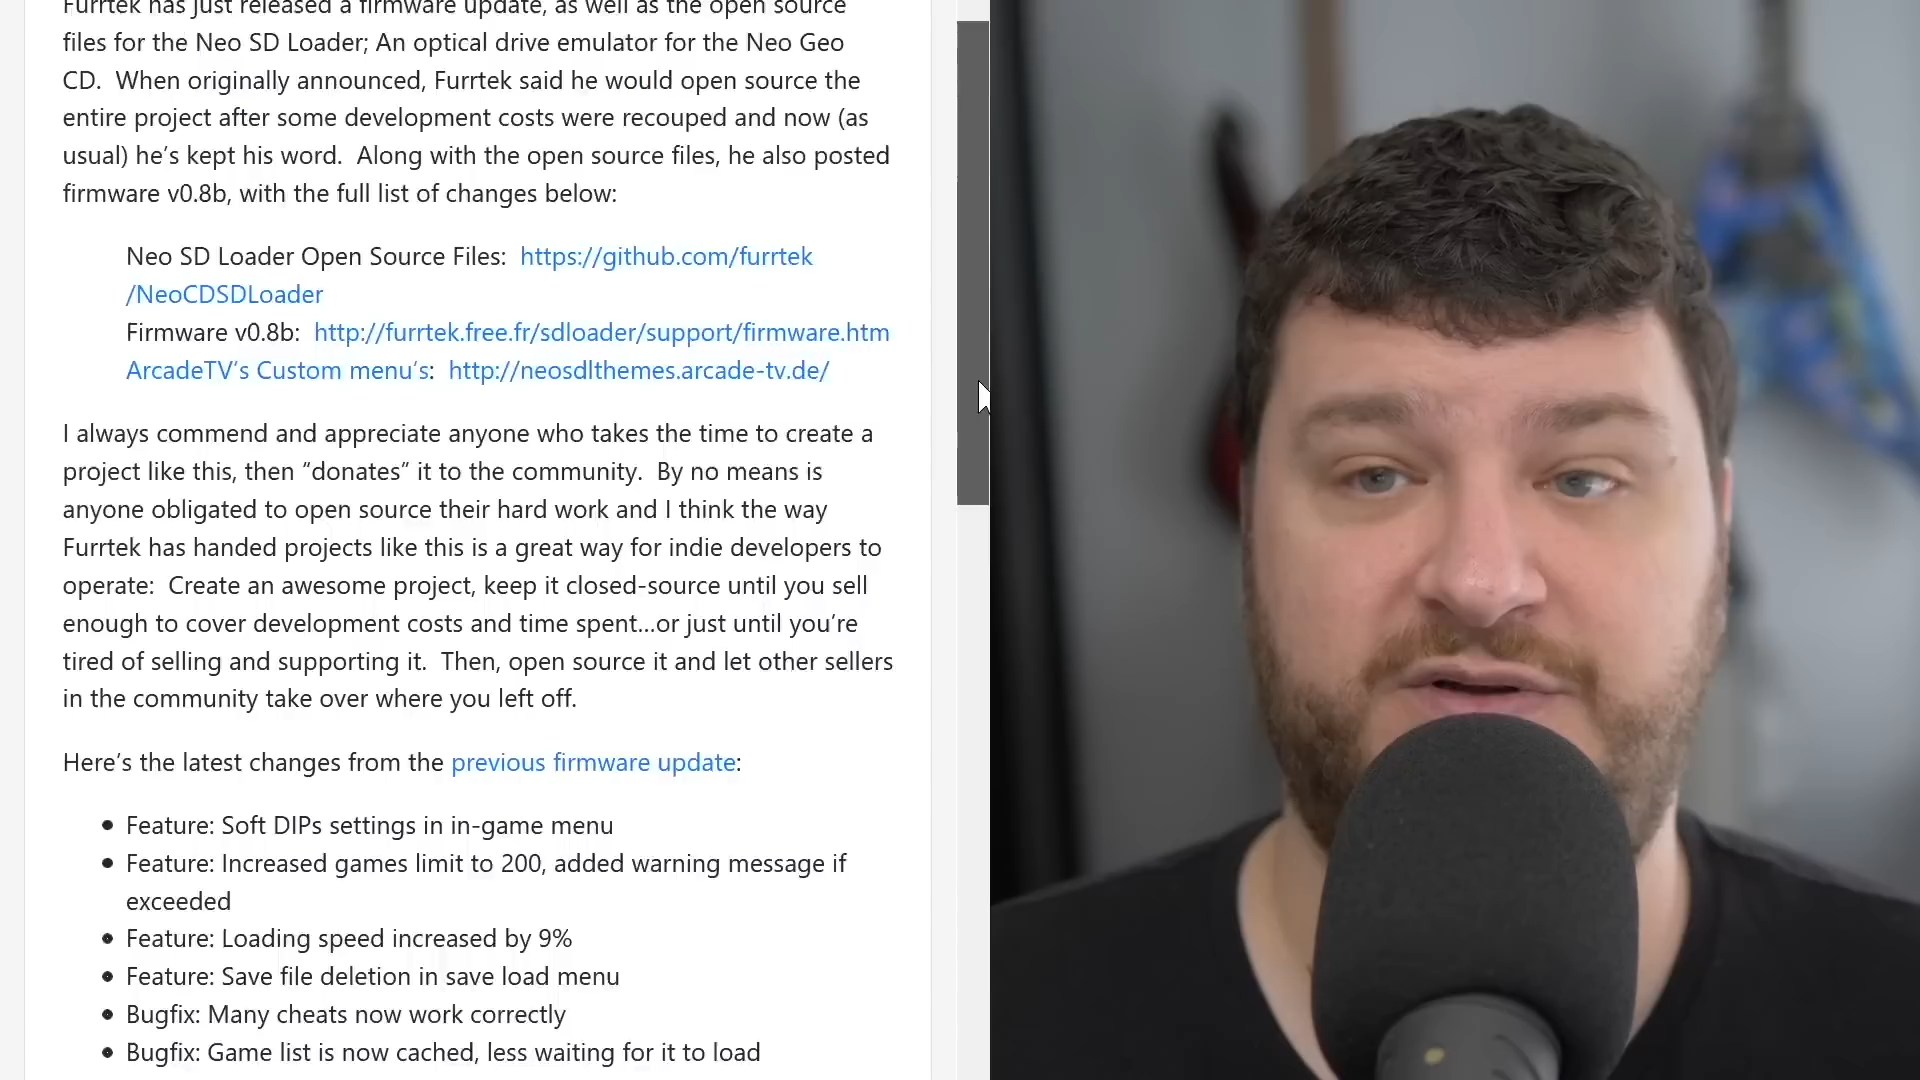 Furrtek has just released a firmware update, as well as the open source
files for the Neo SD Loader; An optical drive emulator for the Neo Geo
CD.  When originally announced, Furrtek said he would open source the
entire project after some development costs were recouped and now (as
usual) he’s kept his word.  Along with the open source files, he also posted
firmware v0.8b, with the full list of changes below:
Neo SD Loader Open Source Files:  https://github.com/furrtek
/NeoCDSDLoader
Firmware v0.8b:  http://furrtek.free.fr/sdloader/support/firmware.htm
ArcadeTV’s Custom menu’s:  http://neosdlthemes.arcade-tv.de/
I always commend and appreciate anyone who takes the time to create a
project like this, then “donates” it to the community.  By no means is
anyone obligated to open source their hard work and I think the way
Furrtek has handed projects like this is a great way for indie developers to
operate:  Create an awesome project, keep it closed-source until you sell
enough to cover development costs and time spent…or just until you’re
tired of selling and supporting it.  Then, open source it and let other sellers
in the community take over where you left off.
Here’s the latest changes from the previous firmware update:
• Feature: Soft DIPs settings in in-game menu
• Feature: Increased games limit to 200, added warning message if
exceeded
• Feature: Loading speed increased by 9%
• Feature: Save file deletion in save load menu
• Bugfix: Many cheats now work correctly
• Bugfix: Game list is now cached, less waiting for it to load